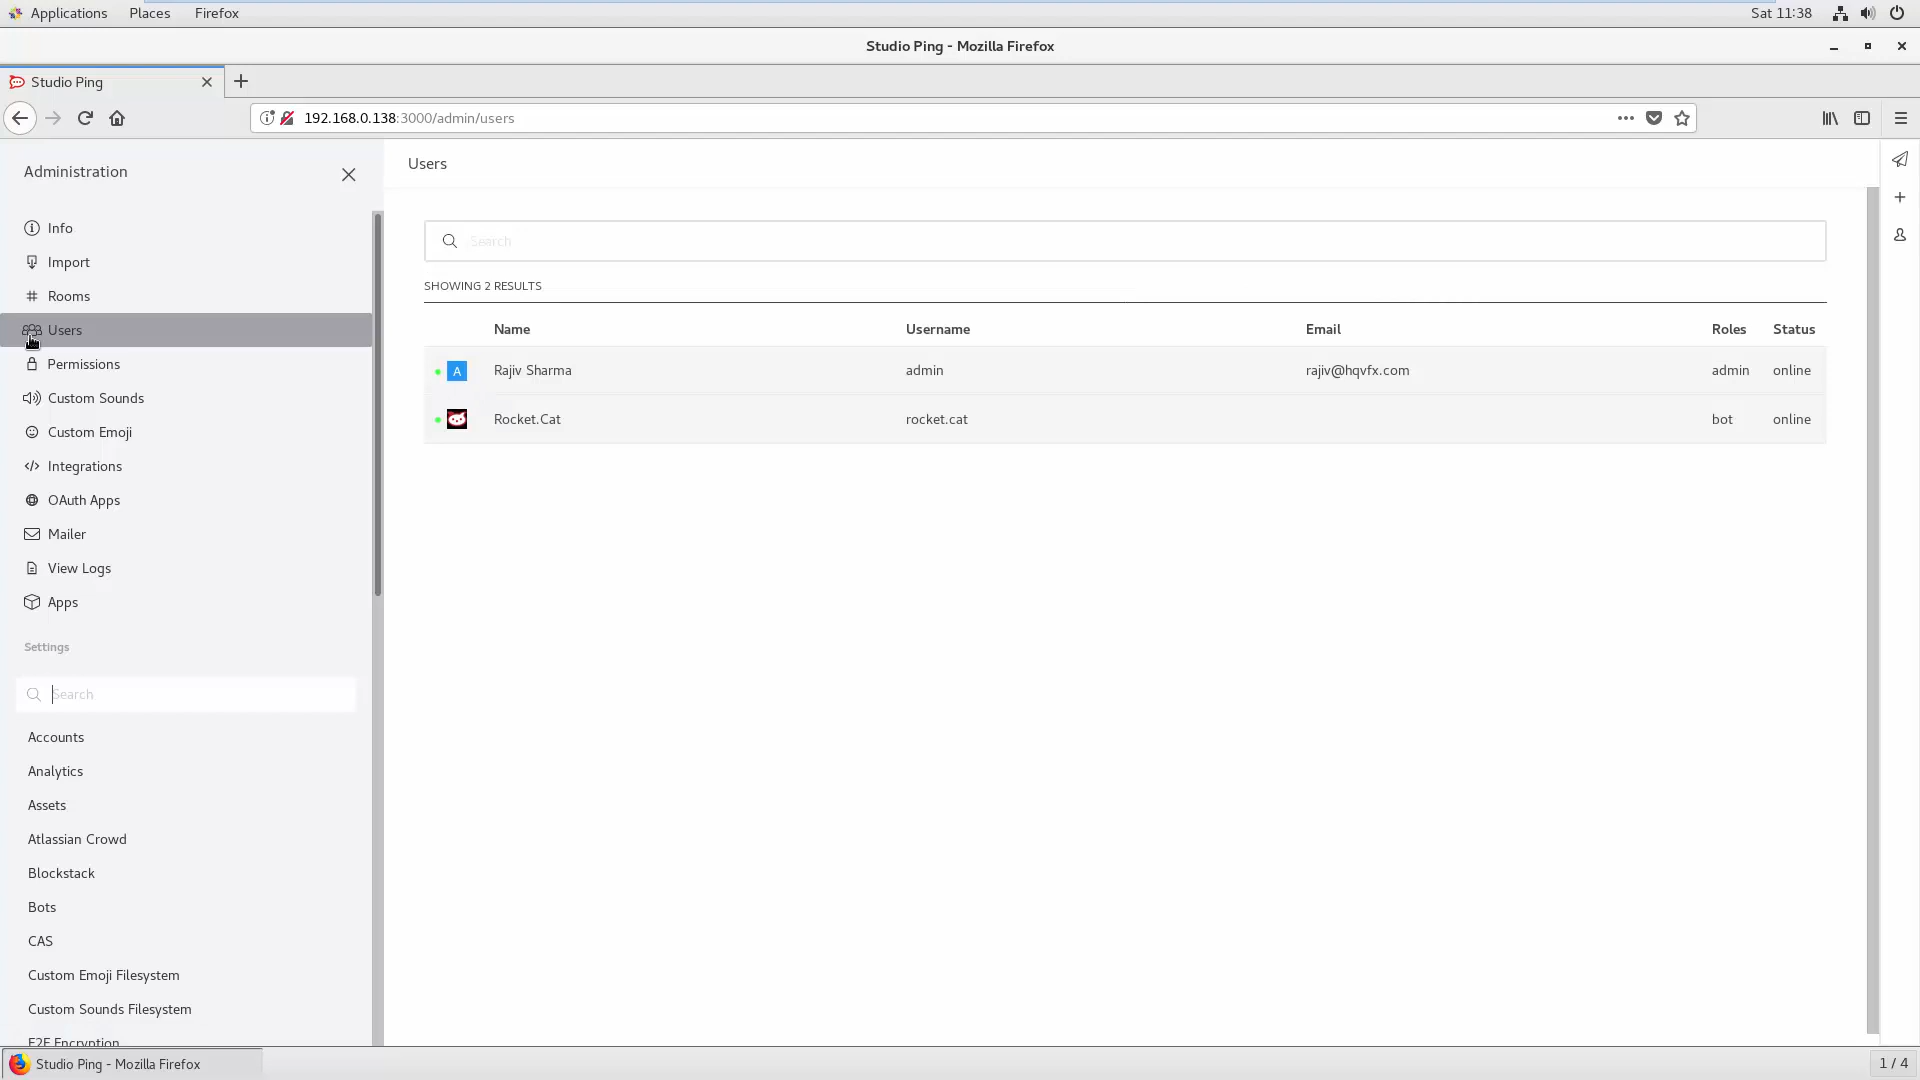 Applications Places Firefox Sat 11:38
Studio Ping - Mozilla Firefox
Studio Ping
192.168.0.138:3000/admin/users
Administration
Info
Import
Rooms
Users
Permissions
Custom Sounds
Custom Emoji
Integrations
OAuth Apps
Mailer
View Logs
Apps
Settings
Search
Accounts
Analytics
Assets
Atlassian Crowd
Blockstack
Bots
CAS
Custom Emoji Filesystem
Custom Sounds Filesystem
E2E Encryption
Users
Search
SHOWING 2 RESULTS
Name Username Email Roles Status
A Rajiv Sharma admin rajiv@hqvfx.com admin online
Rocket.Cat rocket.cat bot online
Studio Ping - Mozilla Firefox 1 / 4